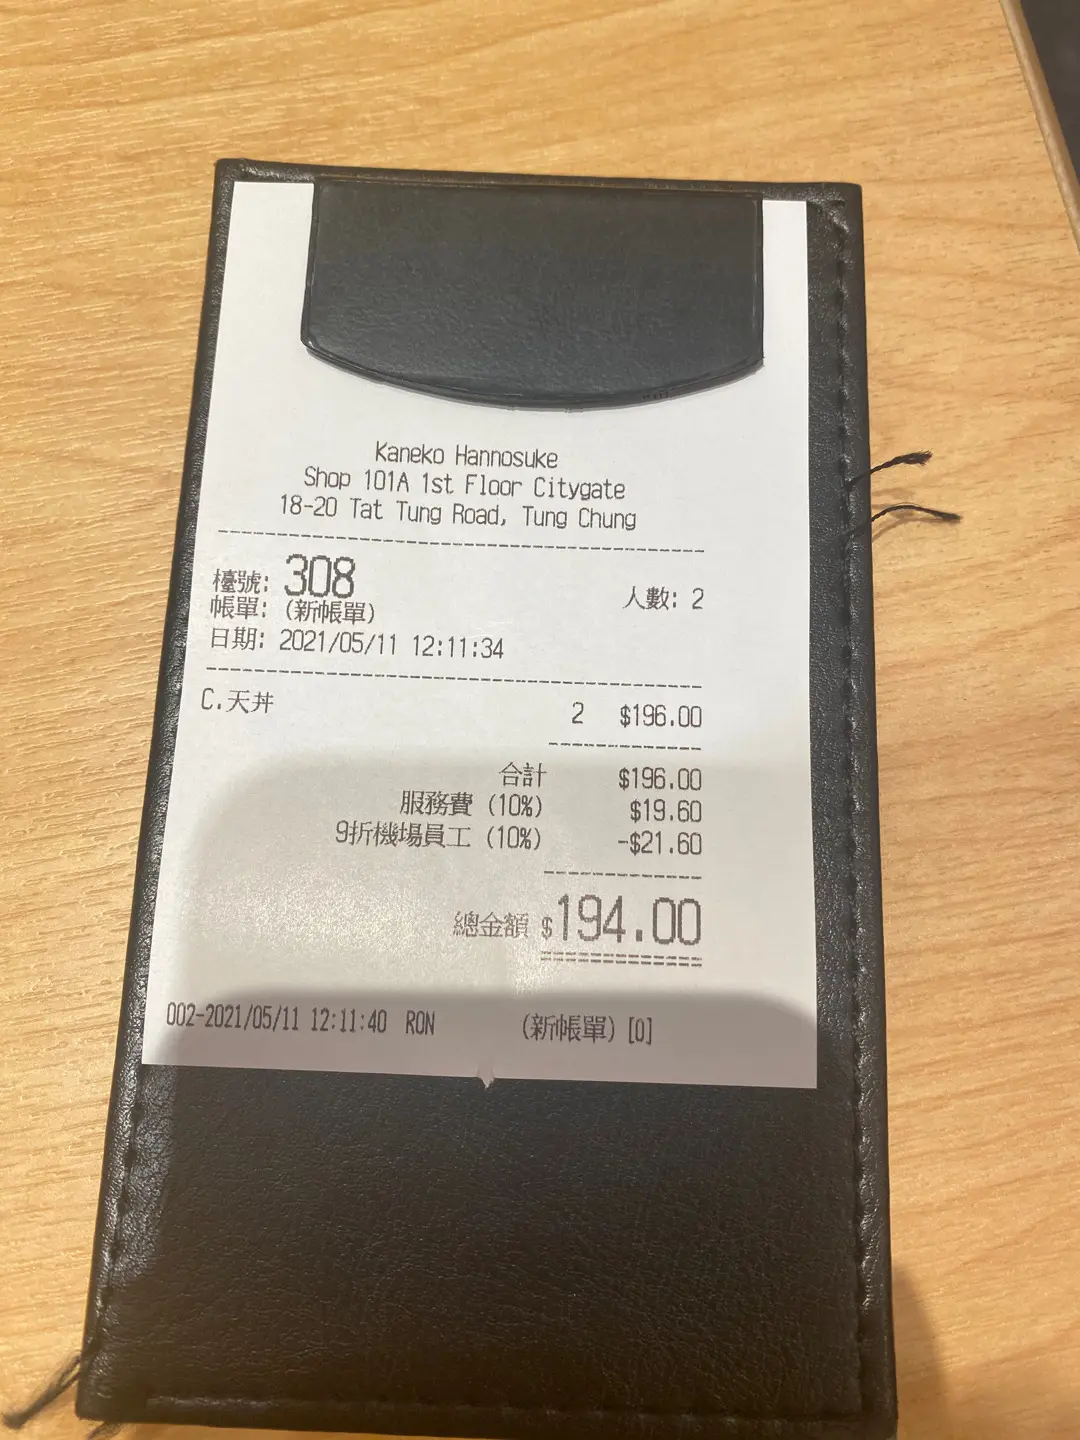 Kaneko Hannosuke
Shop 101A 1st Floor Citygate
18-20 Tat Tung Road, Tung Chung
檯號: 308 人數: 2
帳單: (新帳單)
日期: 2021/05/11 12:11:34
C.天丼 2 $196.00
合計 $196.00
服務費 (10%) $19.60
9折機場員工 (10%) -$21.60
總金額 $194.00
002-2021/05/11 12:11:40 RON (新帳單) [0]